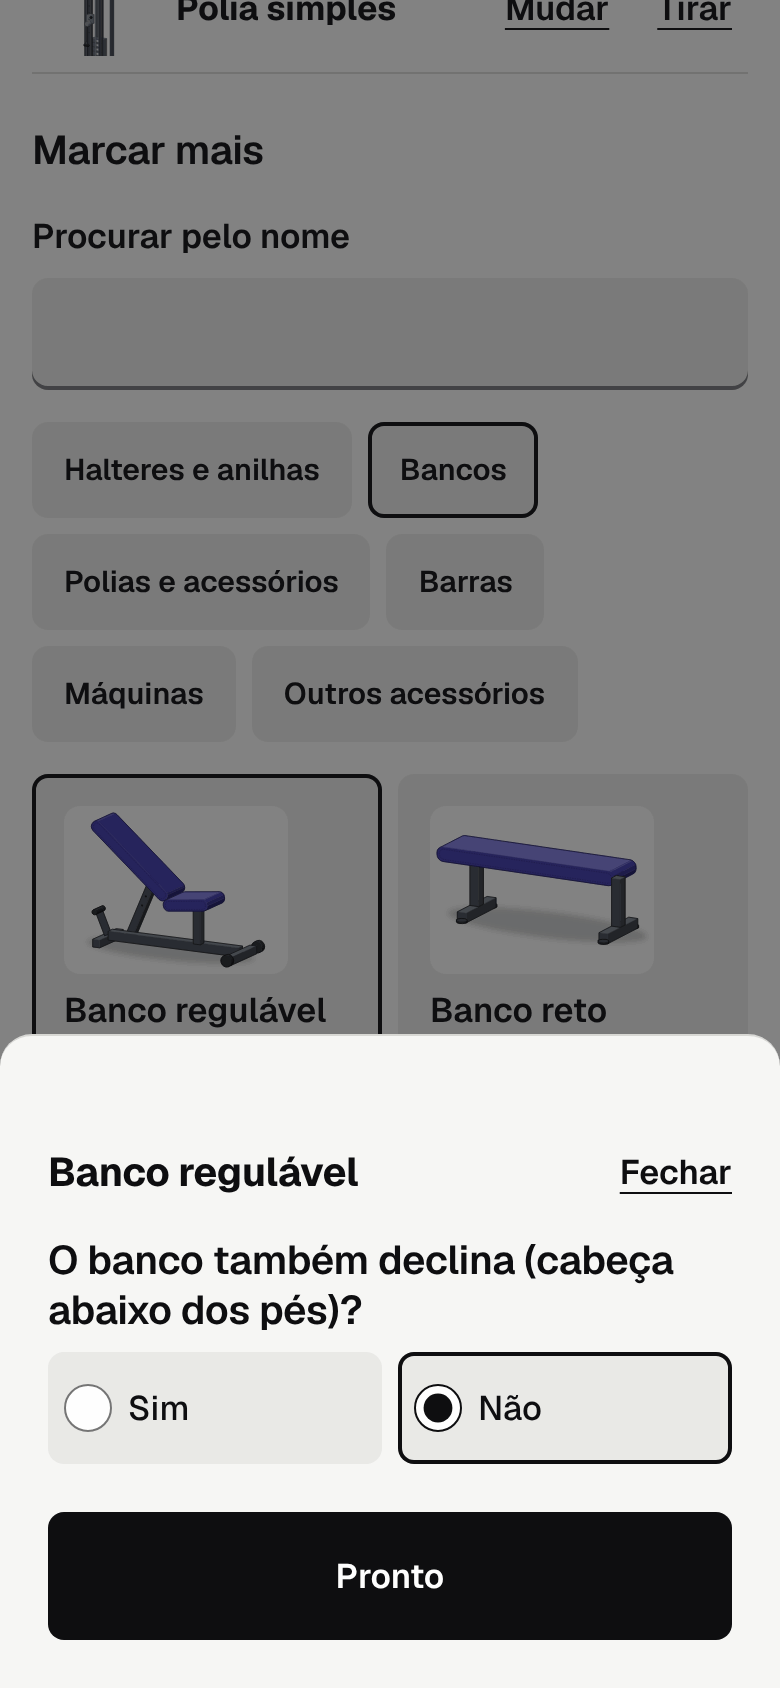 Polia simples
Mudar
Tirar
Marcar mais
Procurar pelo nome
Halteres e anilhas
Bancos
Polias e acessórios
Barras
Máquinas
Outros acessórios
Banco regulável
Banco reto
Banco regulável
Fechar
O banco também declina (cabeça
abaixo dos pés)?
Sim
Não
Pronto